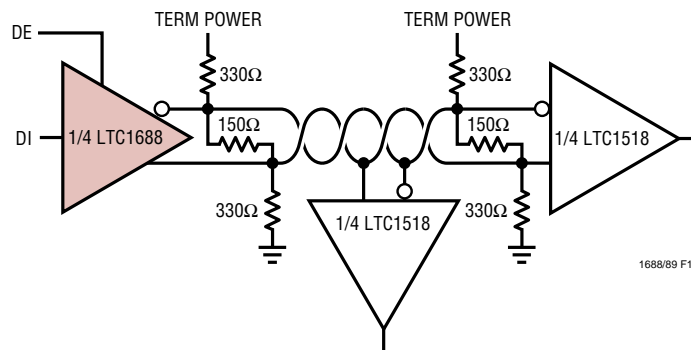 TERM POWER TERM POWER
DE
330Ω 330Ω
150Ω 150Ω
DI 1/4 LTC1688 1/4 LTC1518
330Ω 1/4 LTC1518 330Ω
1688/89 F1